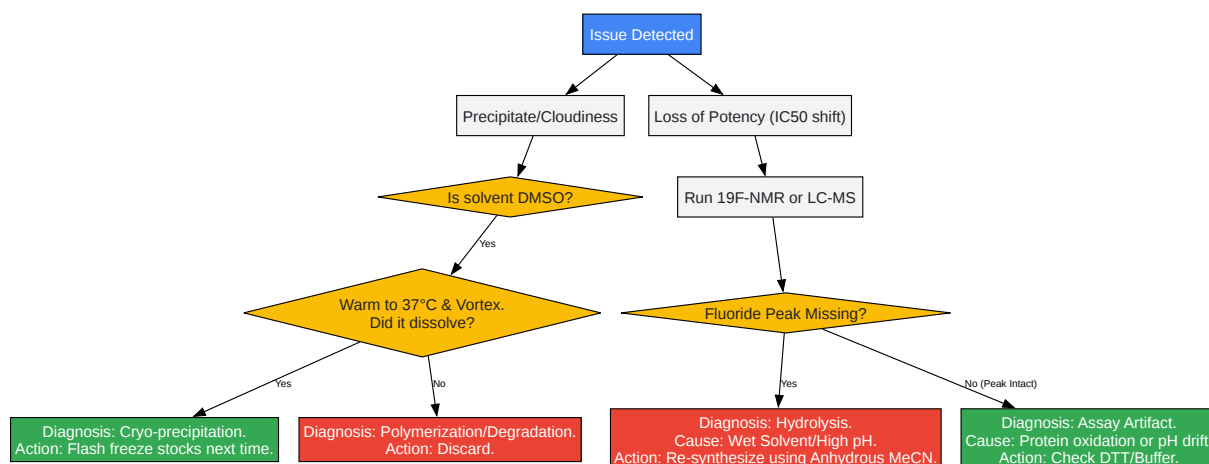 Issue Detected
Precipitate/Cloudiness
Loss of Potency (IC50 shift)
Is solvent DMSO?
Run 19F-NMR or LC-MS
Yes
Warm to 37°C & Vortex.
Did it dissolve?
Fluoride Peak Missing?
Yes
No
Yes
No (Peak Intact)
Diagnosis: Cryo-precipitation.
Action: Flash freeze stocks next time.
Diagnosis: Polymerization/Degradation.
Action: Discard.
Diagnosis: Hydrolysis.
Cause: Wet Solvent/High pH.
Action: Re-synthesize using Anhydrous MeCN.
Diagnosis: Assay Artifact.
Cause: Protein oxidation or pH drift
Action: Check DTT/Buffer.